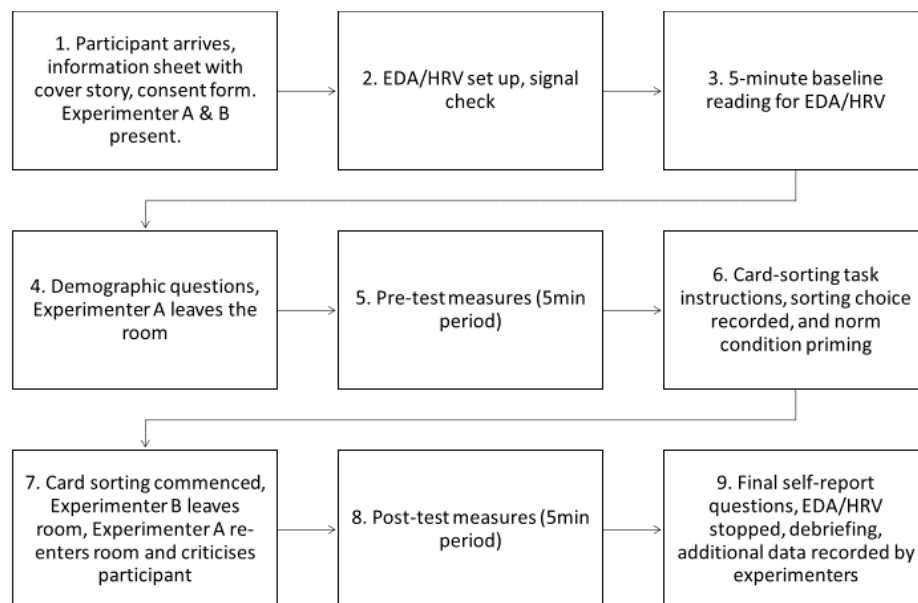 1. Participant arrives,
information sheet with
cover story, consent form.
Experimenter A & B
present.
2. EDA/HRV set up, signal
check
3. 5-minute baseline
reading for EDA/HRV
4. Demographic questions,
Experimenter A leaves the
room
5. Pre-test measures (5min
period)
6. Card-sorting task
instructions, sorting choice
recorded, and norm
condition priming
7. Card sorting commenced,
Experimenter B leaves
room, Experimenter A re-
enters room and criticises
participant
8. Post-test measures (5min
period)
9. Final self-report
questions, EDA/HRV
stopped, debriefing,
additional data recorded by
experimenters